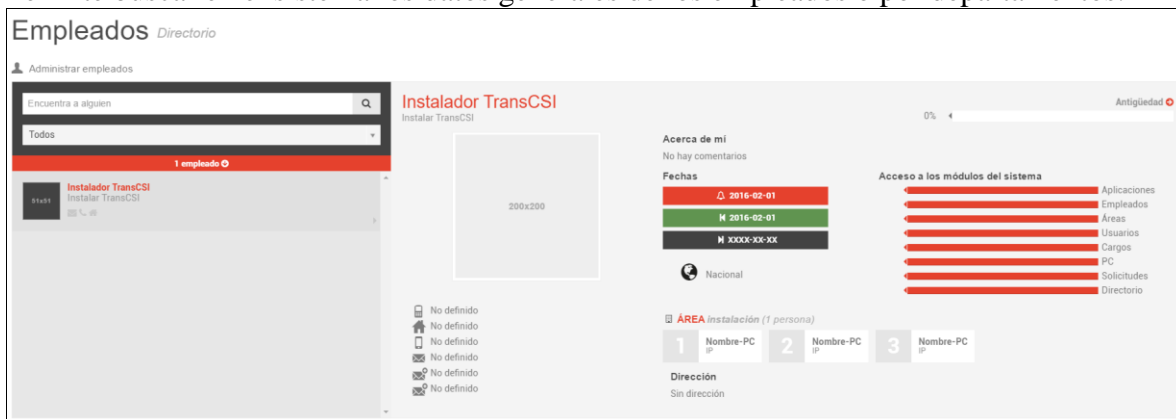 Empleados Directorio
Administrar empleados
Encuentra a alguien
Todos
1 empleado
51x51
Instalador TransCSI
Instalar TransCSI
Instalador TransCSI
Instalar TransCSI
200x200
No definido
No definido
No definido
No definido
No definido
No definido
Antigüedad
0%
Acerca de mí
No hay comentarios
Fechas
2016-02-01
2016-02-01
XXXX-XX-XX
Nacional
Acceso a los módulos del sistema
Aplicaciones
Empleados
Áreas
Usuarios
Cargos
PC
Solicitudes
Directorio
ÁREA instalación (1 persona)
1 Nombre-PC
IP
2 Nombre-PC
IP
3 Nombre-PC
IP
Dirección
Sin dirección